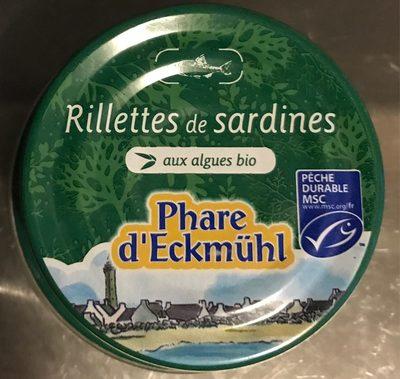 Rillettes de sardines
aux algues bio
Phare
d'Eckmühl
PÊCHE
DURABLE
MSC
www.msc.org/fr